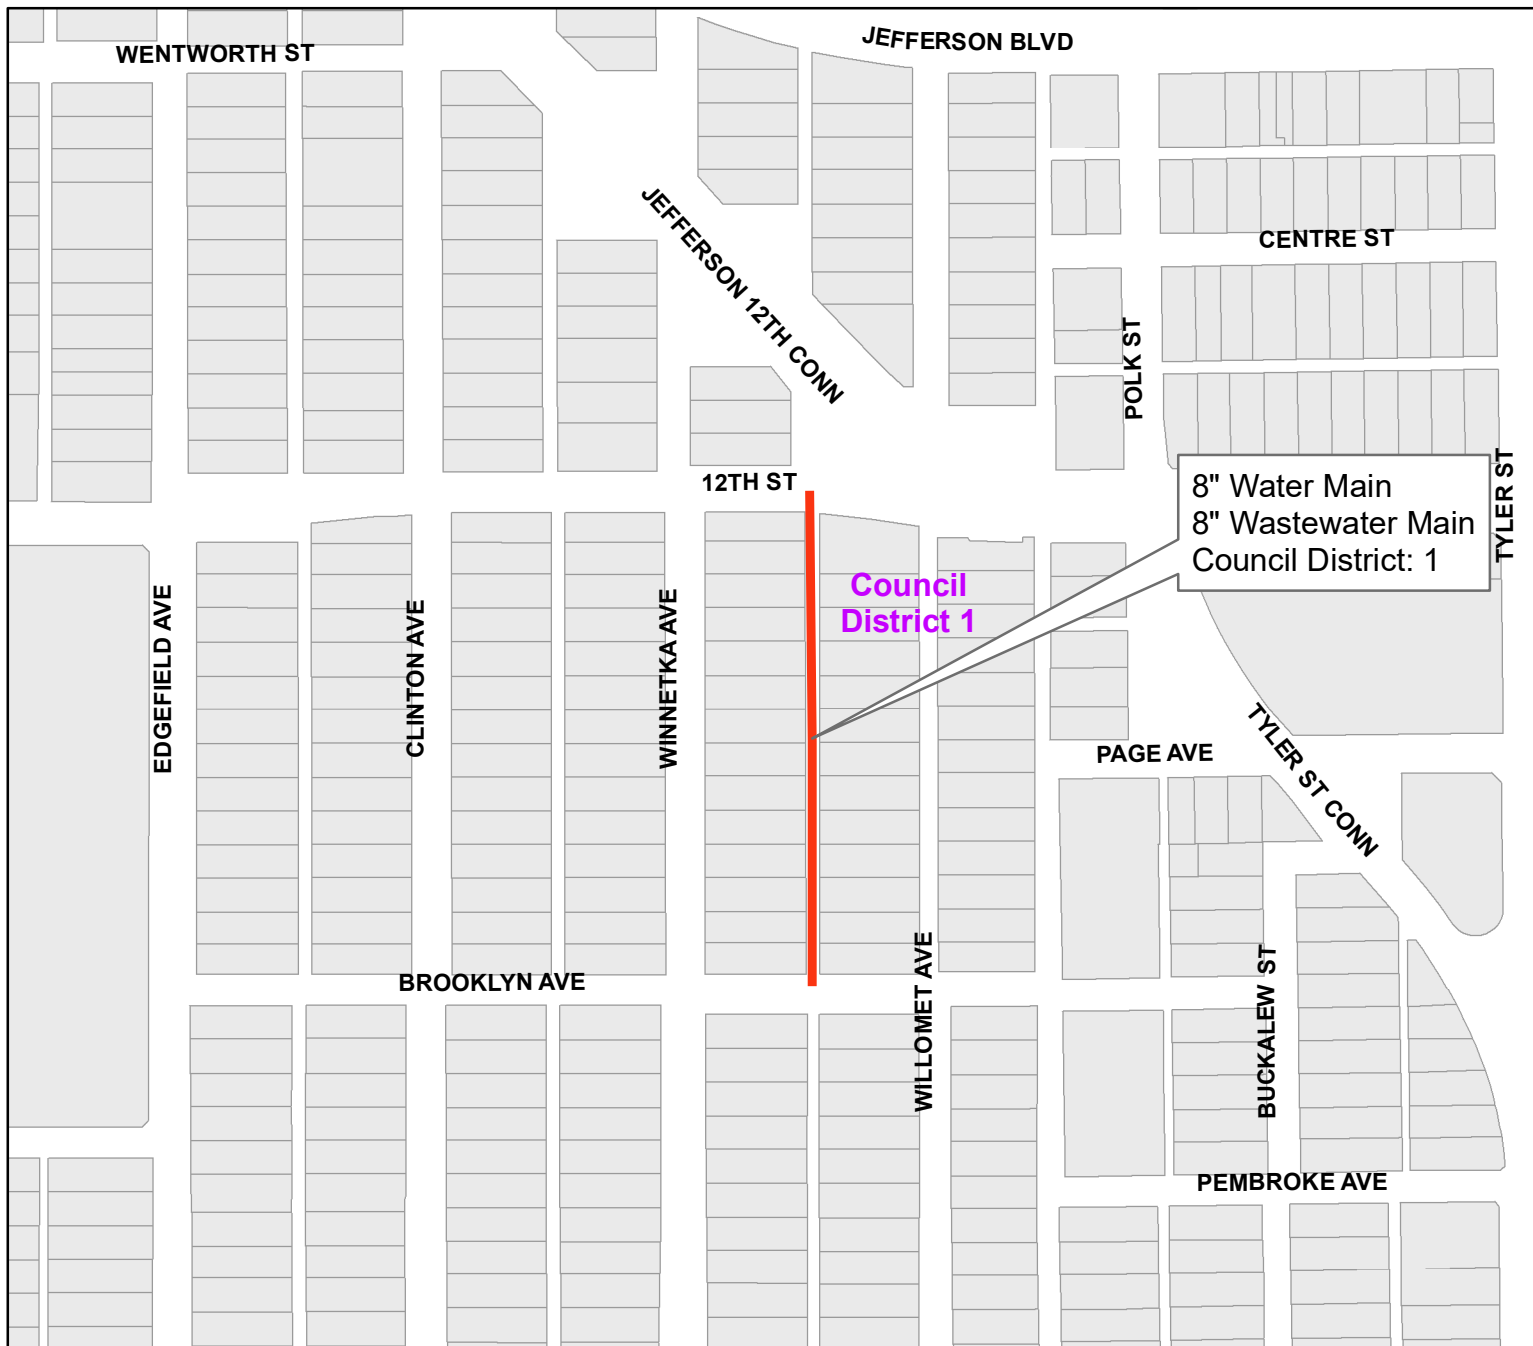 WENTWORTH ST
JEFFERSON BLVD
JEFFERSON 12TH CONN
CENTRE ST
POLK ST
12TH ST
TYLER ST
8" Water Main
8" Wastewater Main
Council District: 1
Council
District 1
EDGEFIELD AVE
CLINTON AVE
WINNETKA AVE
PAGE AVE
TYLER ST CONN
BROOKLYN AVE
WILLOMET AVE
BUCKALEW ST
PEMBROKE AVE